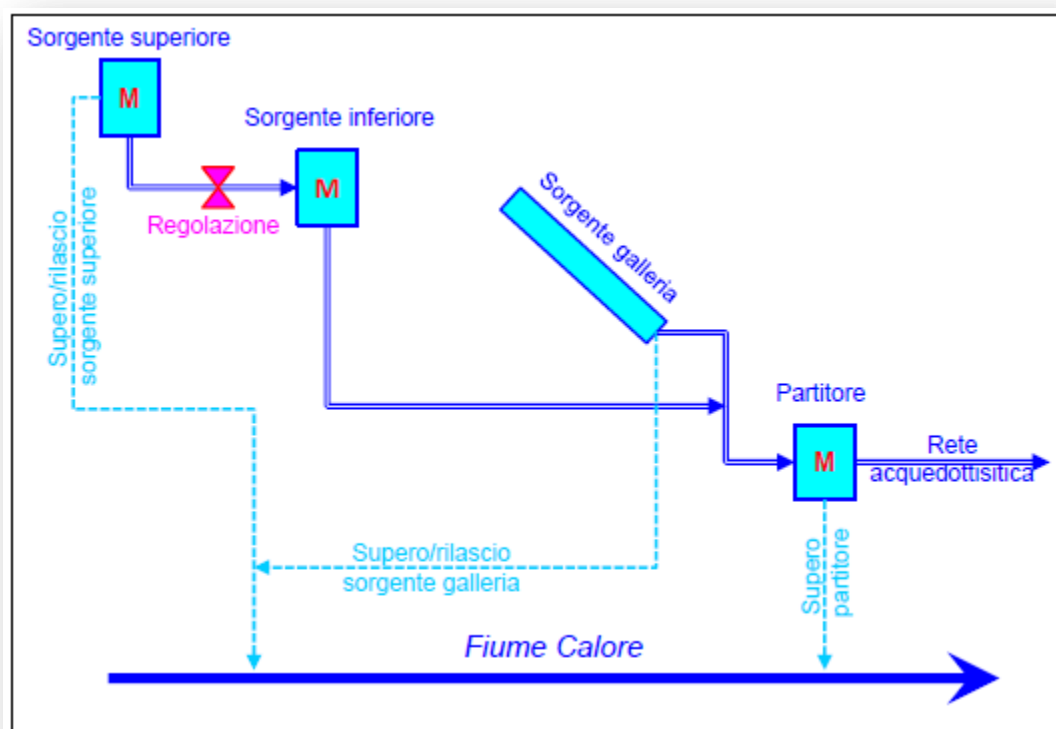 Sorgente superiore
M
Sorgente inferiore
M
Regolazione
Supero/rilascio
sorgente superiore
Sorgente galleria
Partitore
M
Rete
acquedottisitica
Supero/rilascio
sorgente galleria
Supero
partitore
Fiume Calore